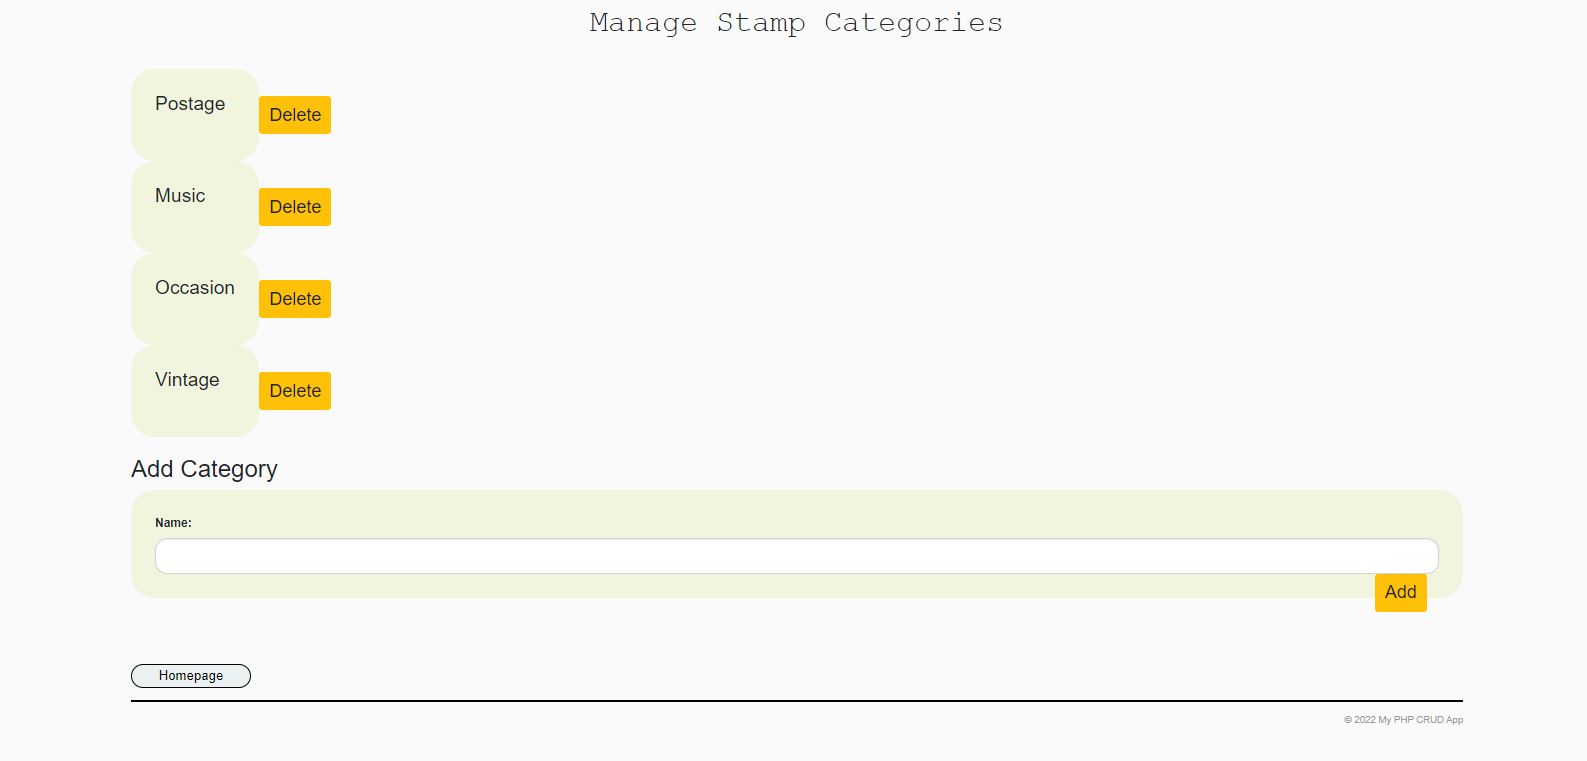 Manage Stamp Categories
Postage
Delete
Music
Delete
Occasion
Delete
Vintage
Delete
Add Category
Name:
Add
Homepage
© 2022 My PHP CRUD App